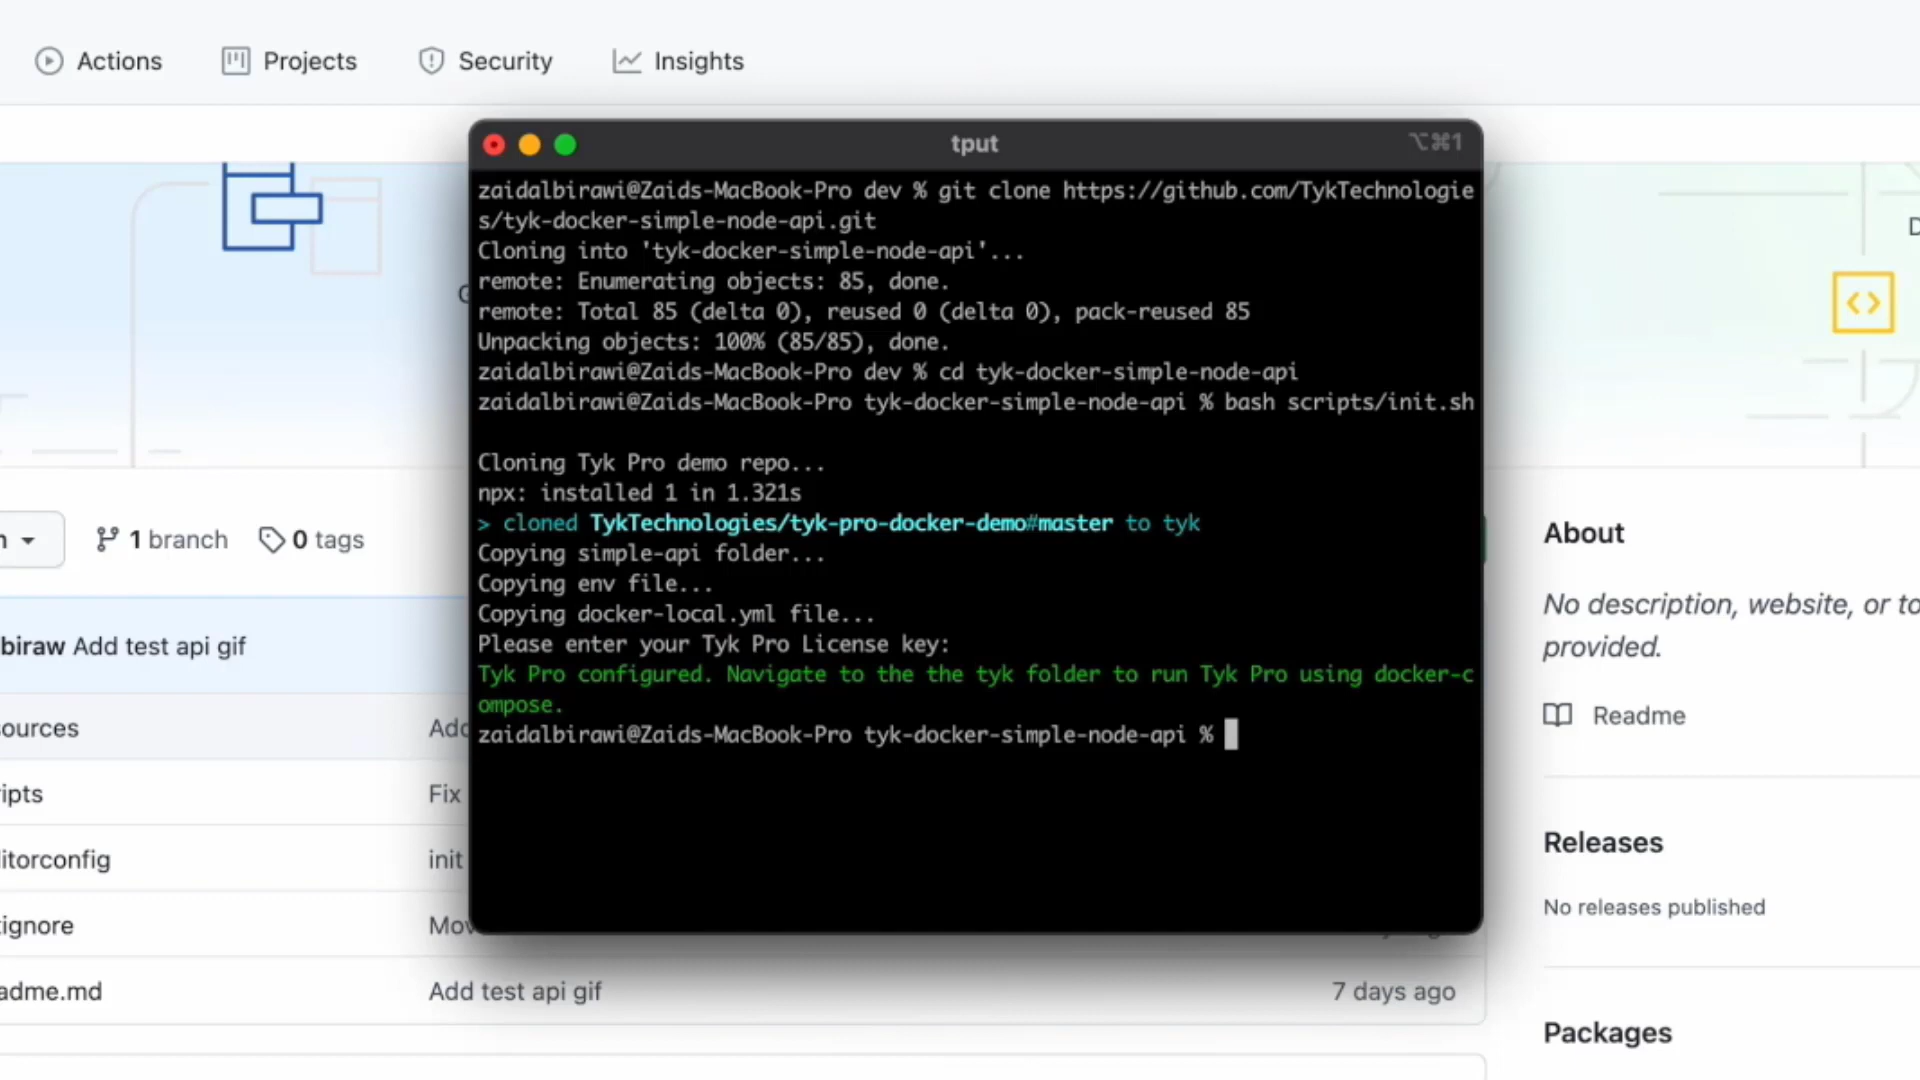 Actions
Projects
Security
Insights
tput
⌥⌘1
zaidalbirawi@Zaids-MacBook-Pro dev % git clone https://github.com/TykTechnologie
s/tyk-docker-simple-node-api.git
Cloning into 'tyk-docker-simple-node-api'...
remote: Enumerating objects: 85, done.
remote: Total 85 (delta 0), reused 0 (delta 0), pack-reused 85
Unpacking objects: 100% (85/85), done.
zaidalbirawi@Zaids-MacBook-Pro dev % cd tyk-docker-simple-node-api
zaidalbirawi@Zaids-MacBook-Pro tyk-docker-simple-node-api % bash scripts/init.sh
Cloning Tyk Pro demo repo...
npx: installed 1 in 1.321s
> cloned TykTechnologies/tyk-pro-docker-demo#master to tyk
Copying simple-api folder...
Copying env file...
Copying docker-local.yml file...
Please enter your Tyk Pro License key:
Tyk Pro configured. Navigate to the the tyk folder to run Tyk Pro using docker-c
ompose.
zaidalbirawi@Zaids-MacBook-Pro tyk-docker-simple-node-api %
1 branch
0 tags
biraw Add test api gif
ources
Add
ipts
Fix
itorconfig
init
ignore
Mov
adme.md
Add test api gif
7 days ago
About
No description, website, or to
provided.
Readme
Releases
No releases published
Packages